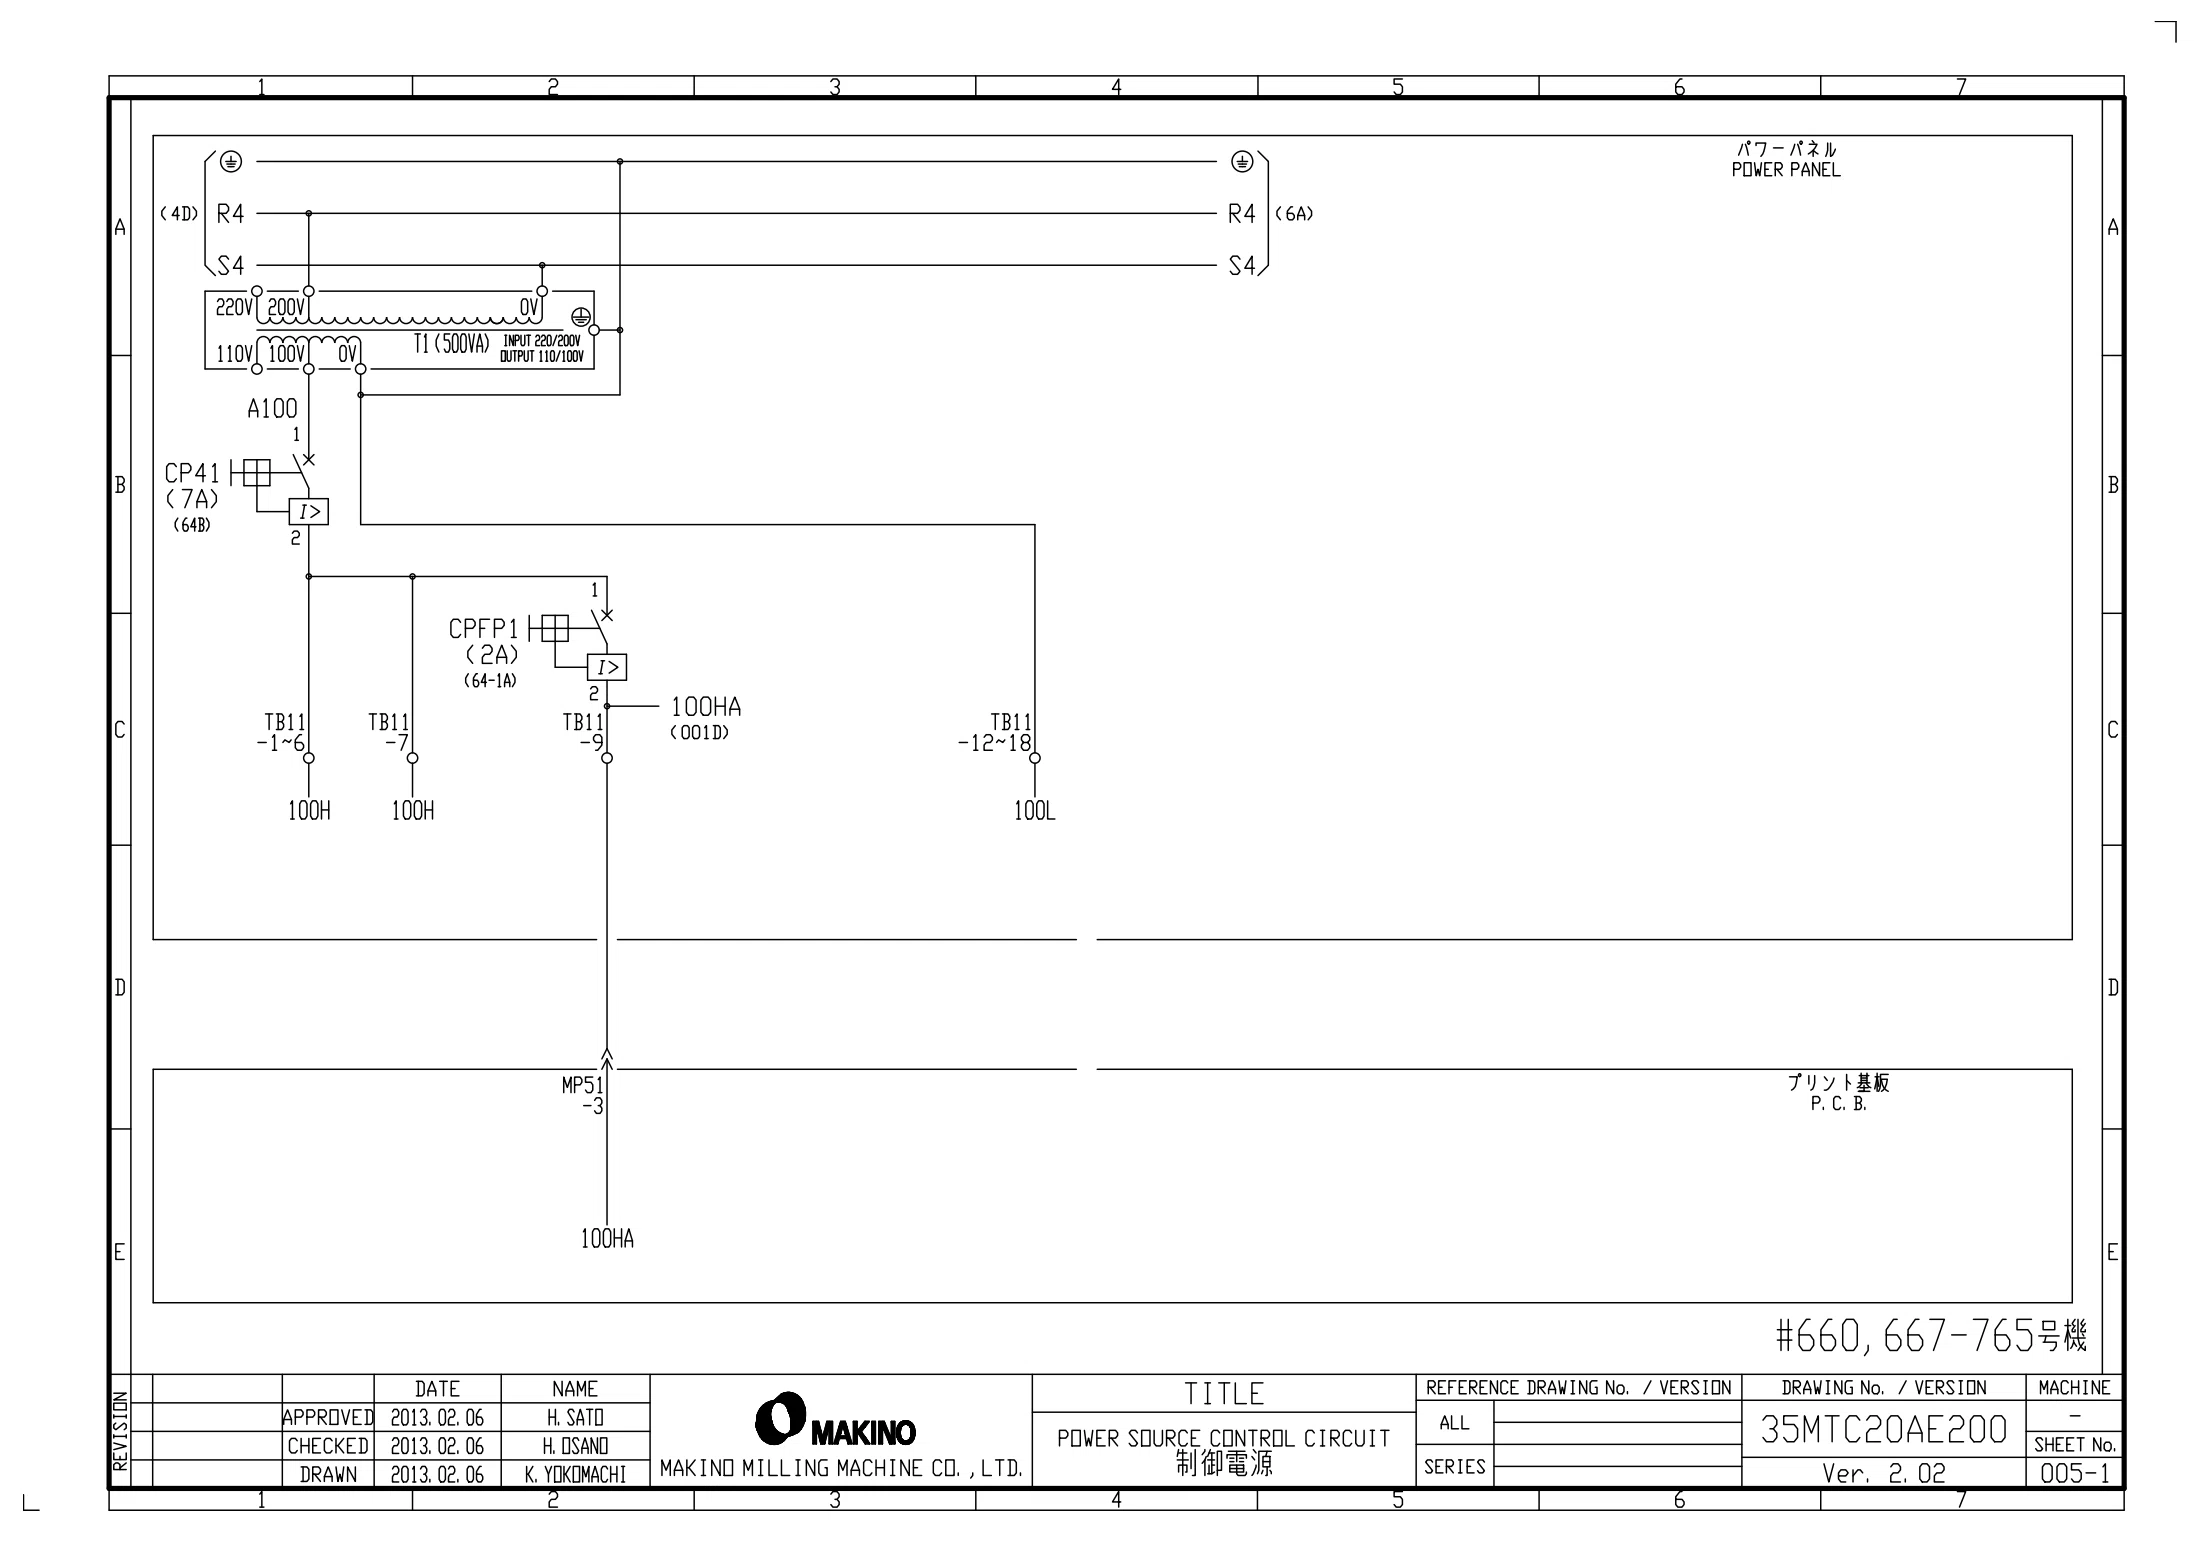 1 2 3 4 5 6 7
A A
B B
C C
D D
E E
パワーパネル
POWER PANEL
(4D) R4 R4 (6A)
S4 S4
220V 200V 0V
T1 (500VA) INPUT 220/200V
OUTPUT 110/100V
110V 100V 0V
A100
1
CP41
(7A)
(64B)
I>
2
1
CPFP1
(2A)
(64-1A)
I>
2
100HA
(001D)
TB11 TB11 TB11 TB11
-1~6 -7 -9 -12~18
100H 100H 100L
プリント基板
P. C. B.
MP51
-3
100HA
#660, 667-765号機
REVISION
DATE NAME
APPROVED 2013. 02. 06 H. SATO
CHECKED 2013. 02. 06 H. OSANO
DRAWN 2013. 02. 06 K. YOKOMACHI
MAKINO
MAKINO MILLING MACHINE CO. , LTD.
TITLE
POWER SOURCE CONTROL CIRCUIT
制御電源
REFERENCE DRAWING No. / VERSION
ALL
SERIES
DRAWING No. / VERSION
35MTC20AE200
Ver. 2. 02
MACHINE
-
SHEET No.
005-1
1 2 3 4 5 6 7